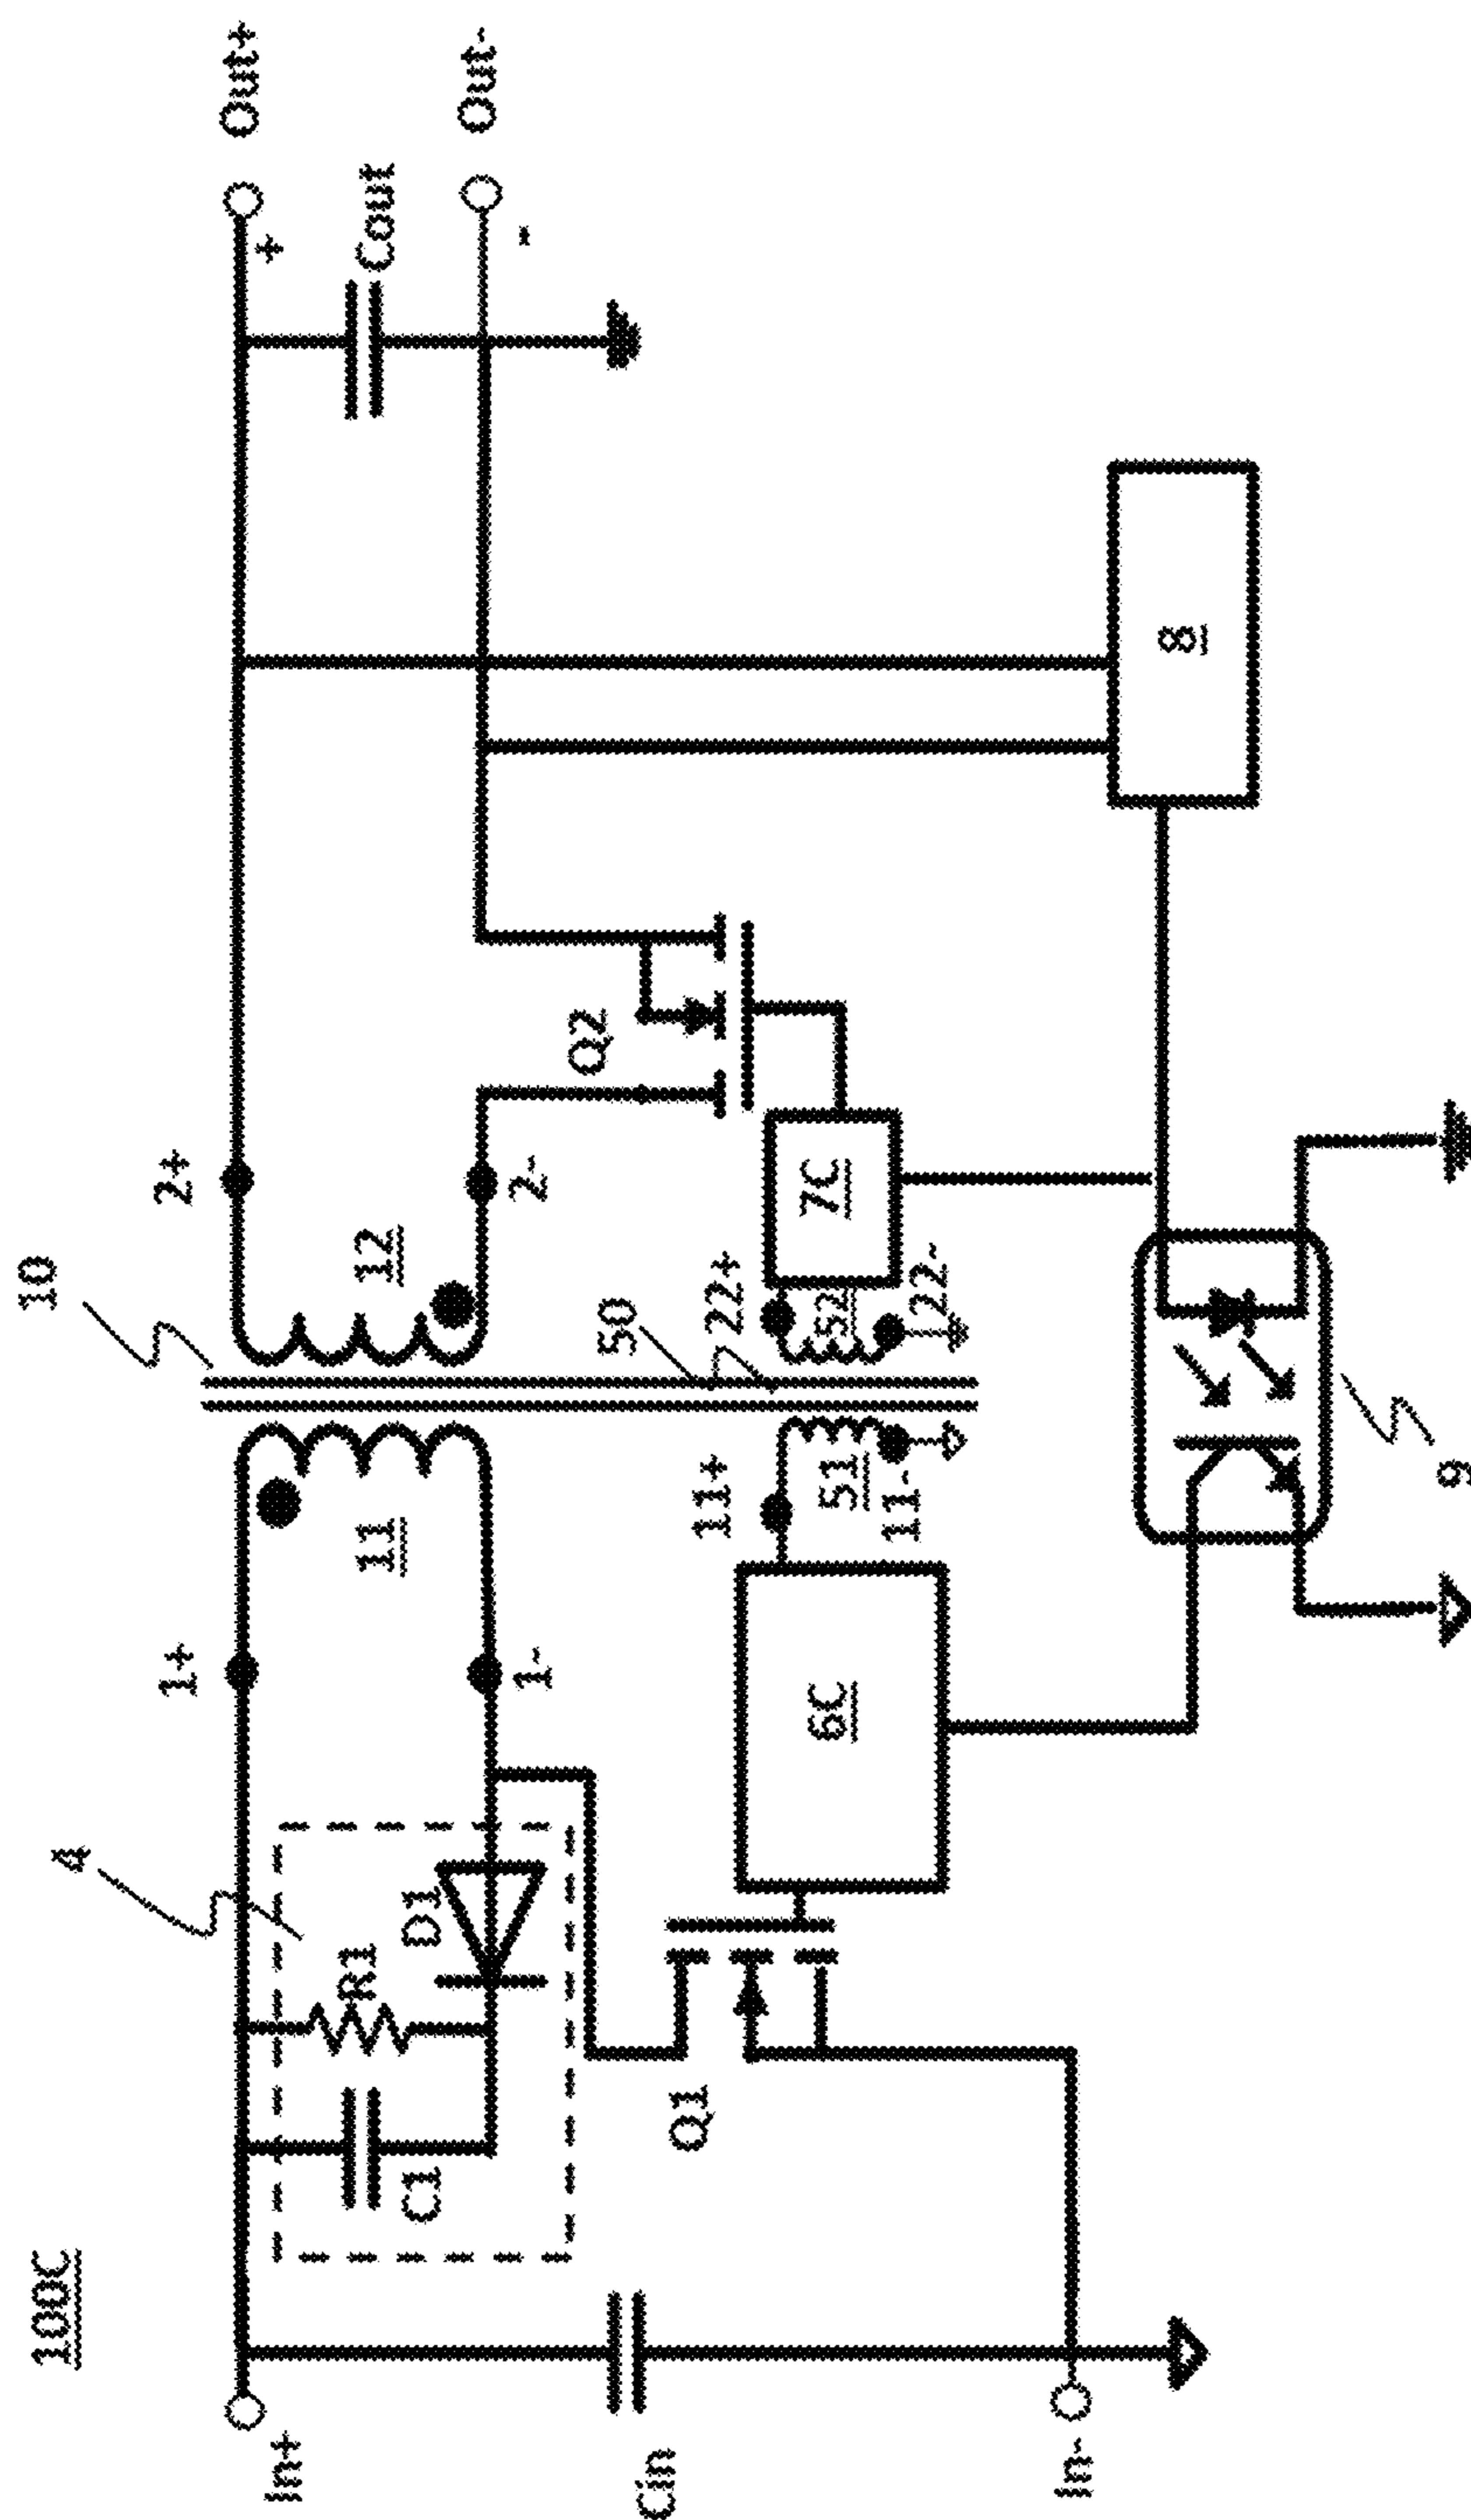 100C
4
10
1+
2+
Out+
+
In+
C1
R1
D1
11
12
Cout
1-
2-
Out-
-
Q1
Q2
50
Cin
11+
22+
6C
51
52
7C
11-
22-
In-
8
9